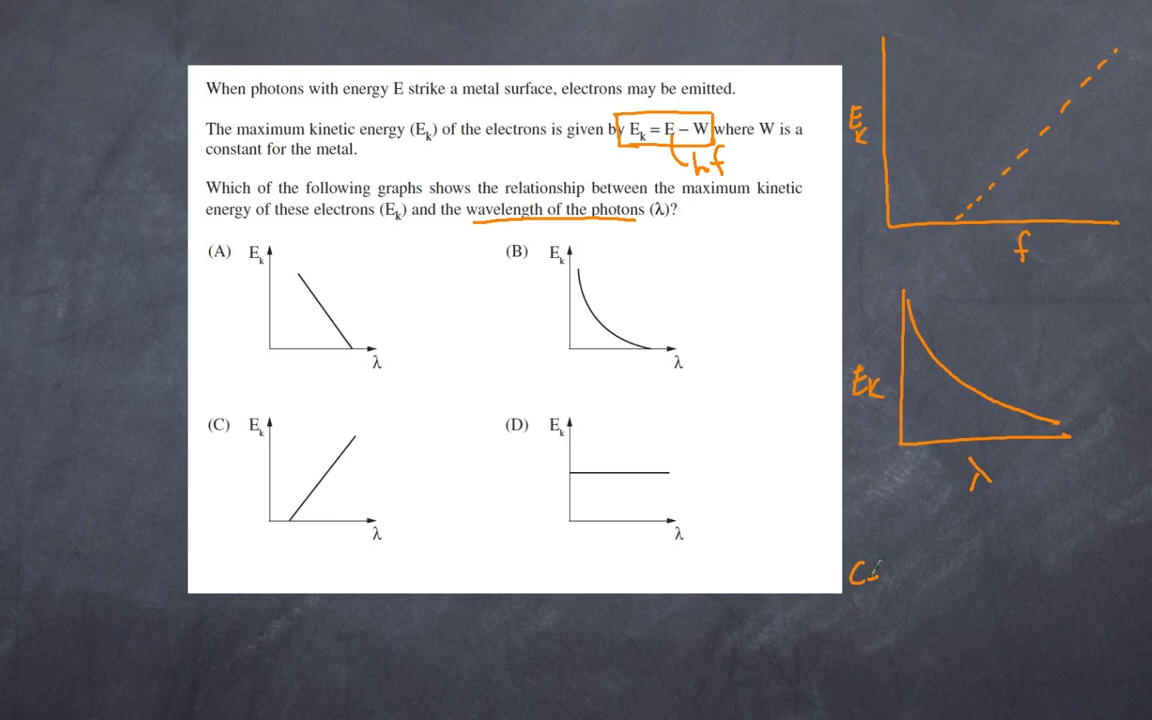 When photons with energy E strike a metal surface, electrons may be emitted.
The maximum kinetic energy (Ek) of the electrons is given by Ek = E – W where W is a
constant for the metal.
hf
Which of the following graphs shows the relationship between the maximum kinetic
energy of these electrons (Ek) and the wavelength of the photons (λ)?
(A) Ek
λ
(B) Ek
λ
(C) Ek
λ
(D) Ek
λ
Ek
f
Ek
λ